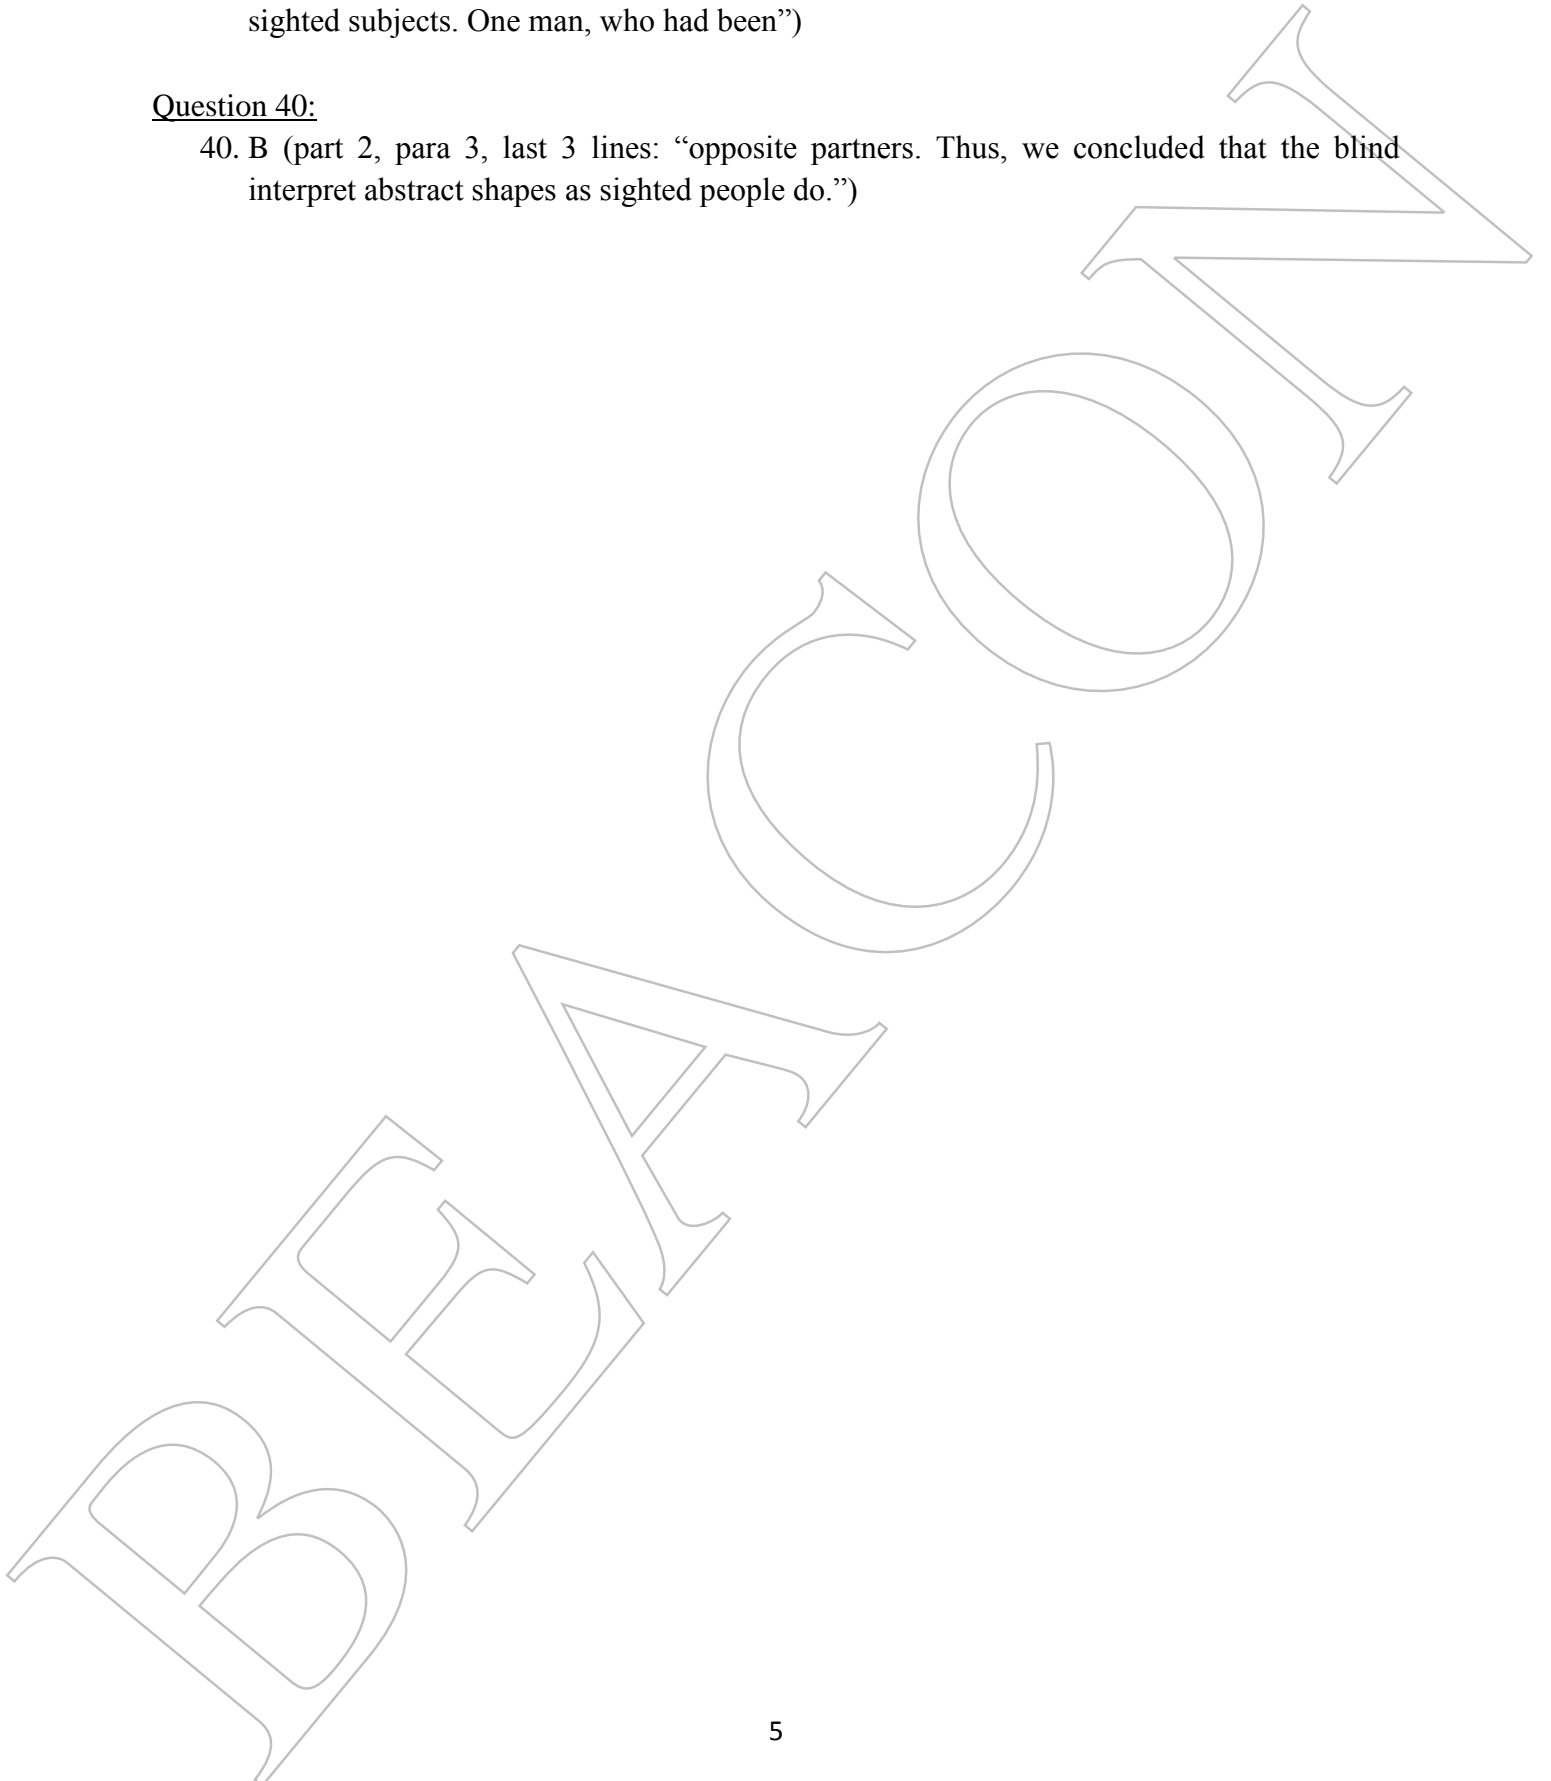 sighted subjects. One man, who had been”)
Question 40:
40. B (part 2, para 3, last 3 lines: “opposite partners. Thus, we concluded that the blind
interpret abstract shapes as sighted people do.”)
BEACON
5